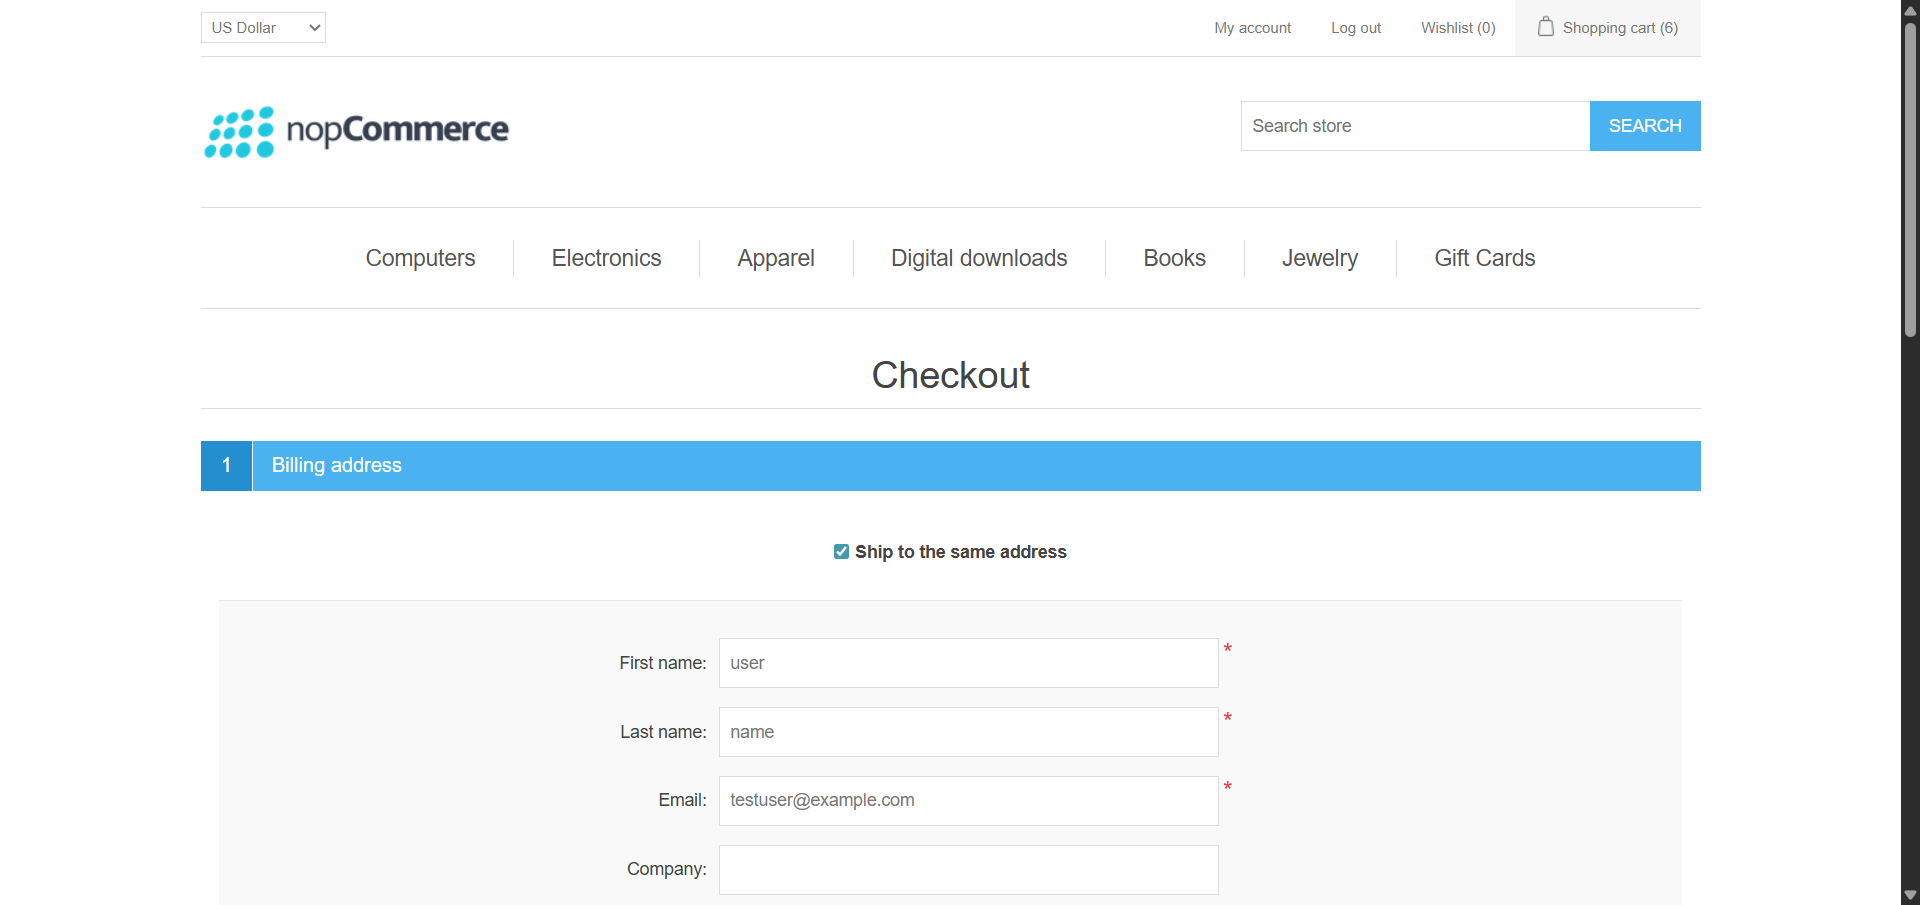 US Dollar
My account
Log out
Wishlist (0)
Shopping cart (6)
nopCommerce
Search store
SEARCH
Computers
Electronics
Apparel
Digital downloads
Books
Jewelry
Gift Cards
Checkout
1
Billing address
Ship to the same address
First name:
user
*
Last name:
name
*
Email:
testuser@example.com
*
Company: